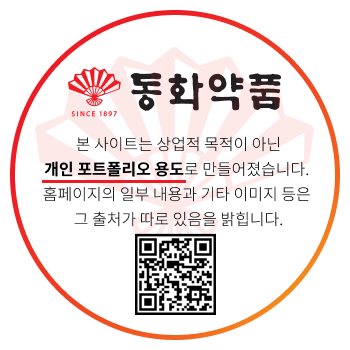 동화약품
SINCE 1897
본 사이트는 상업적 목적이 아닌
개인 포트폴리오 용도로 만들어졌습니다.
홈페이지의 일부 내용과 기타 이미지 등은
그 출처가 따로 있음을 밝힙니다.